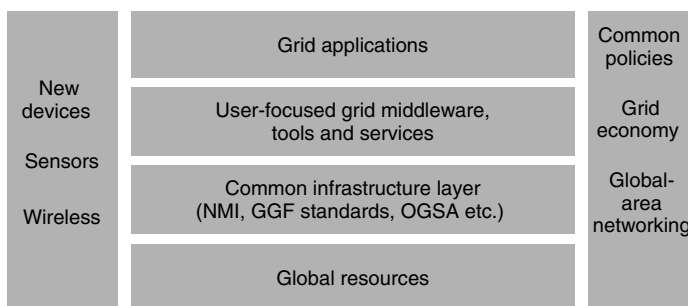 New
devices
Sensors
Wireless
Grid applications
User-focused grid middleware,
tools and services
Common infrastructure layer
(NMI, GGF standards, OGSA etc.)
Global resources
Common
policies
Grid
economy
Global-
area
networking